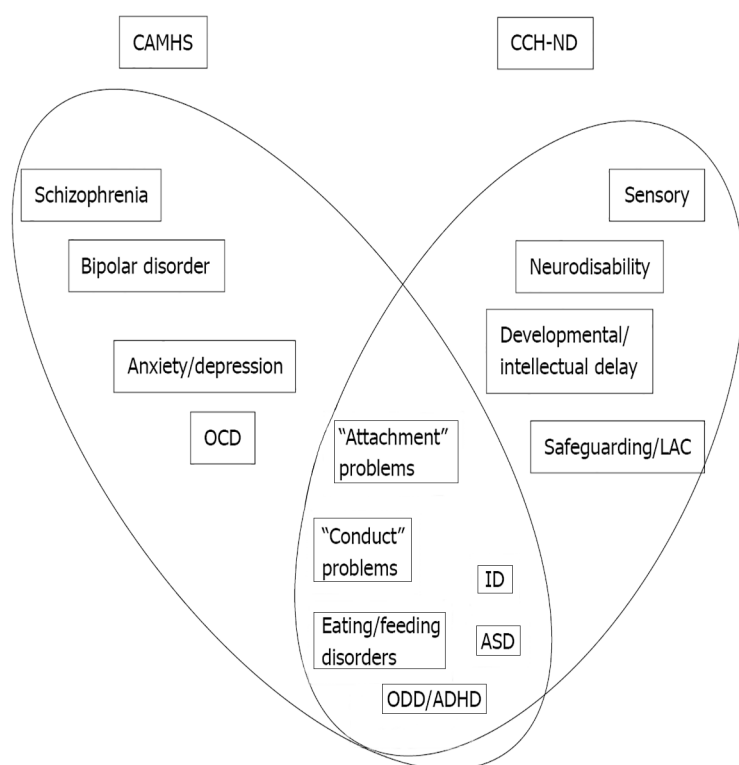 CAMHS
CCH-ND
Schizophrenia
Sensory
Bipolar disorder
Neurodisability
Developmental/
intellectual delay
Anxiety/depression
OCD
“Attachment”
problems
Safeguarding/LAC
“Conduct”
problems
ID
Eating/feeding
disorders
ASD
ODD/ADHD